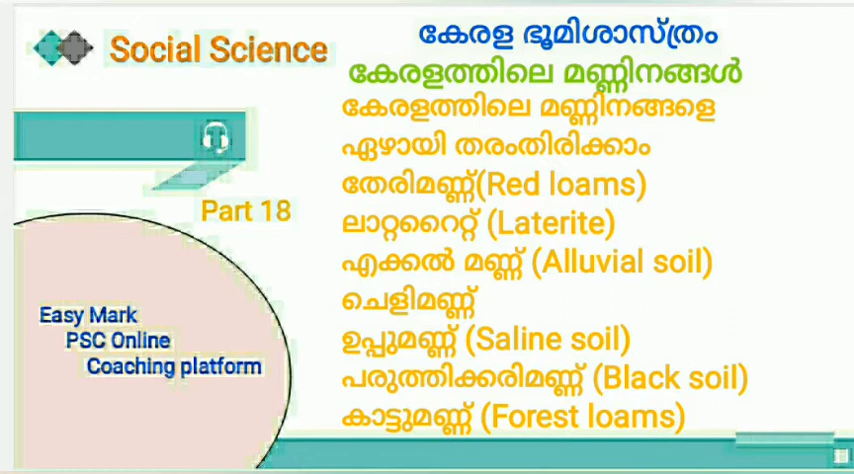 Social Science
കേരള ഭൂമിശാസ്ത്രം
കേരളത്തിലെ മണ്ണിനങ്ങൾ
കേരളത്തിലെ മണ്ണിനങ്ങളെ
ഏഴായി തരംതിരിക്കാം
തേരിമണ്ണ്(Red loams)
ലാറ്ററൈറ്റ് (Laterite)
എക്കൽ മണ്ണ് (Alluvial soil)
ചെളിമണ്ണ്
ഉപ്പുമണ്ണ് (Saline soil)
പരുത്തിക്കരിമണ്ണ് (Black soil)
കാട്ടുമണ്ണ് (Forest loams)
Part 18
Easy Mark
PSC Online
Coaching platform